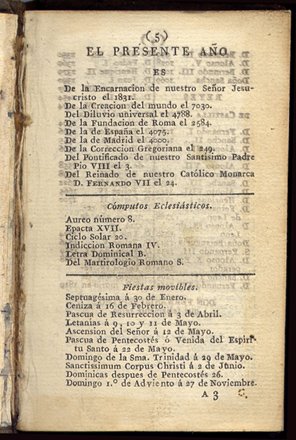 (5)
EL PRESENTE AÑO
ES
De la Encarnacion de nuestro Señor Jesu-
cristo el 1831.
De la Creacion del mundo el 7030.
Del Diluvio universal el 4788.
De la Fundacion de Roma el 2584.
De la de España el 4075.
De la de Madrid el 4000.
De la Correccion Gregoriana el 249.
Del Pontificado de nuestro Santísimo Padre
Pio VIII el 3.
Del Reinado de nuestro Católico Monarca
D. FERNANDO VII el 24.
Cómputos Eclesiásticos.
Aureo número 8.
Epacta XVII.
Ciclo Solar 20.
Indiccion Romana IV.
Letra Dominical B.
Del Martirologio Romano S.
Fiestas movibles.
Septuagésima á 30 de Enero.
Ceniza á 16 de Febrero.
Pascua de Resurreccion á 3 de Abril.
Letanías á 9, 10 y 11 de Mayo.
Ascension del Señor á 12 de Mayo.
Pascua de Pentecostés ó Venida del Espíri-
tu Santo á 22 de Mayo.
Domingo de la Sma. Trinidad á 29 de Mayo.
Sanctissimum Corpus Christi á 2 de Junio.
Dominicas despues de Pentecostés 26.
Domingo 1.º de Adviento á 27 de Noviembre.
A 3